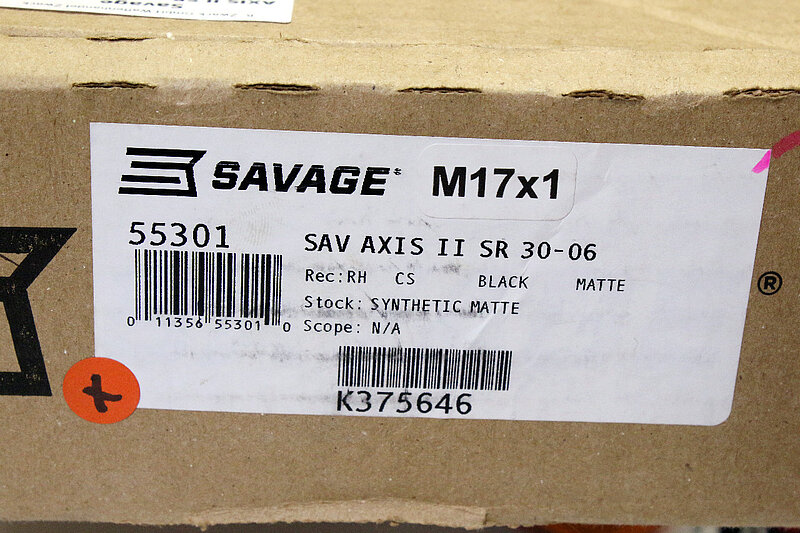 SAVAGE
SAVAGE® M17x1
55301
SAV AXIS II SR 30-06
Rec:RH CS BLACK MATTE
Stock: SYNTHETIC MATTE
0 11356 55301 0
Scope: N/A
K375646
®
+